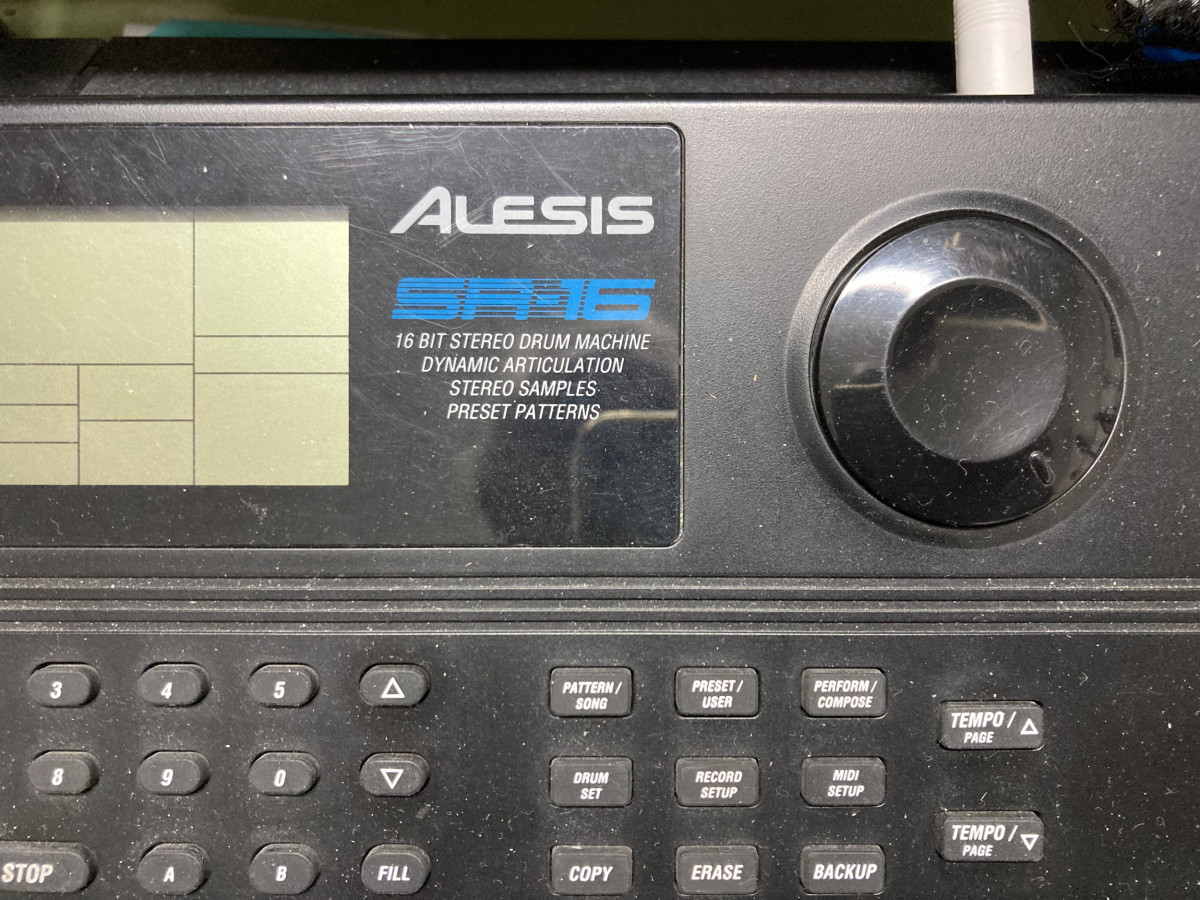 ALESIS
SR-16
16 BIT STEREO DRUM MACHINE
DYNAMIC ARTICULATION
STEREO SAMPLES
PRESET PATTERNS
3
4
5
PATTERN /
SONG
PRESET /
USER
PERFORM /
COMPOSE
TEMPO /
PAGE
8
9
0
DRUM
SET
RECORD
SETUP
MIDI
SETUP
TEMPO /
PAGE
STOP
A
B
FILL
COPY
ERASE
BACKUP